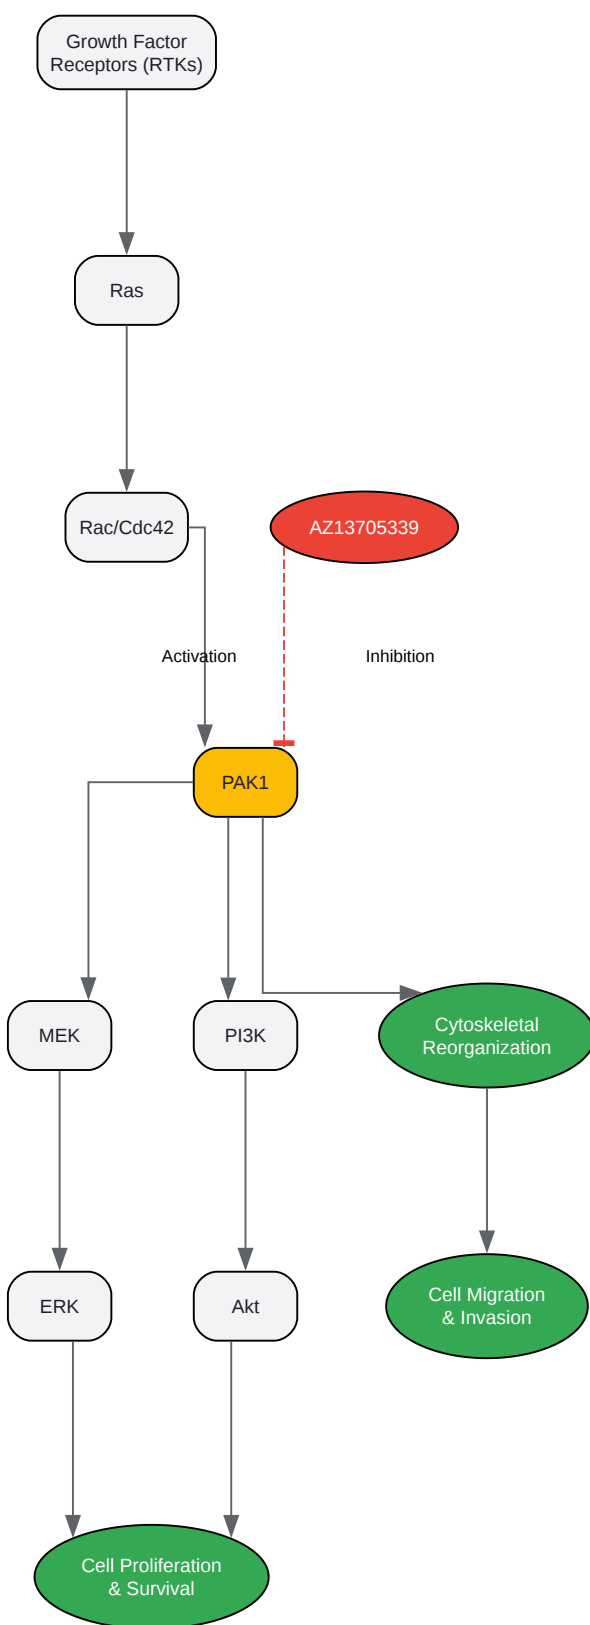 Growth Factor
Receptors (RTKs)
Ras
Rac/Cdc42
AZ13705339
Activation
Inhibition
PAK1
MEK
PI3K
Cytoskeletal
Reorganization
ERK
Akt
Cell Migration
& Invasion
Cell Proliferation
& Survival